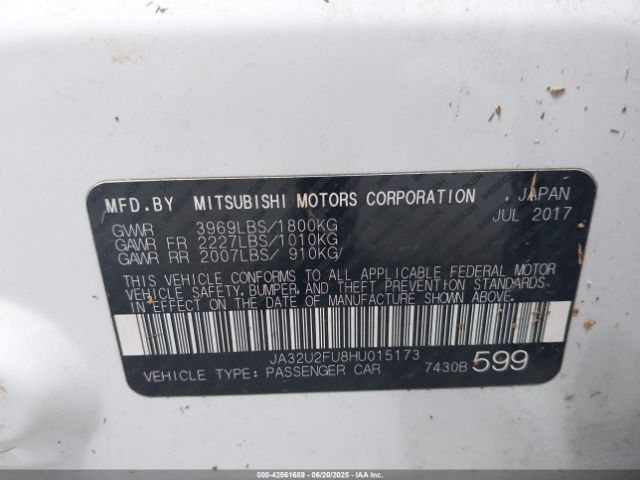 MFD.BY MITSUBISHI MOTORS CORPORATION , JAPAN
JUL 2017
GVWR 3969LBS/1800KG
GAWR FR 2227LBS/1010KG
GAWR RR 2007LBS/ 910KG
THIS VEHICLE CONFORMS TO ALL APPLICABLE FEDERAL MOTOR
VEHICLE SAFETY, BUMPER, AND THEFT PREVENTION STANDARDS
IN EFFECT ON THE DATE OF MANUFACTURE SHOWN ABOVE.
JA32U2FU8HU015173
VEHICLE TYPE: PASSENGER CAR 7430B 599
000-42561689 | 06/20/2025 - IAAI.COM